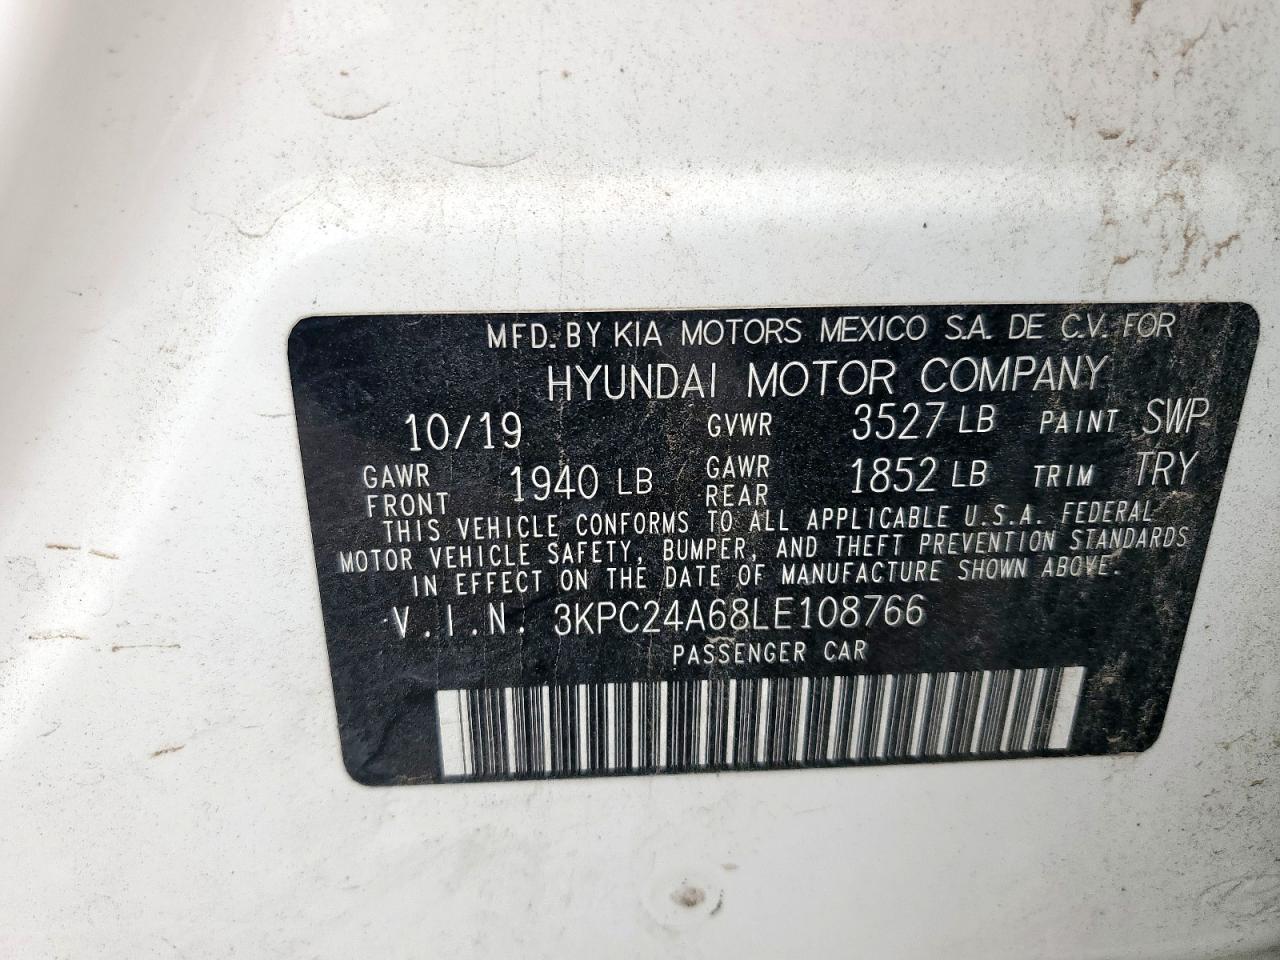 MFD. BY KIA MOTORS MEXICO S.A. DE C.V. FOR
HYUNDAI MOTOR COMPANY
10/19 GVWR 3527 LB PAINT SWP
GAWR FRONT 1940 LB GAWR REAR 1852 LB TRIM TRY
THIS VEHICLE CONFORMS TO ALL APPLICABLE U.S.A. FEDERAL
MOTOR VEHICLE SAFETY, BUMPER, AND THEFT PREVENTION STANDARDS
IN EFFECT ON THE DATE OF MANUFACTURE SHOWN ABOVE.
V.I.N. 3KPC24A68LE108766
PASSENGER CAR